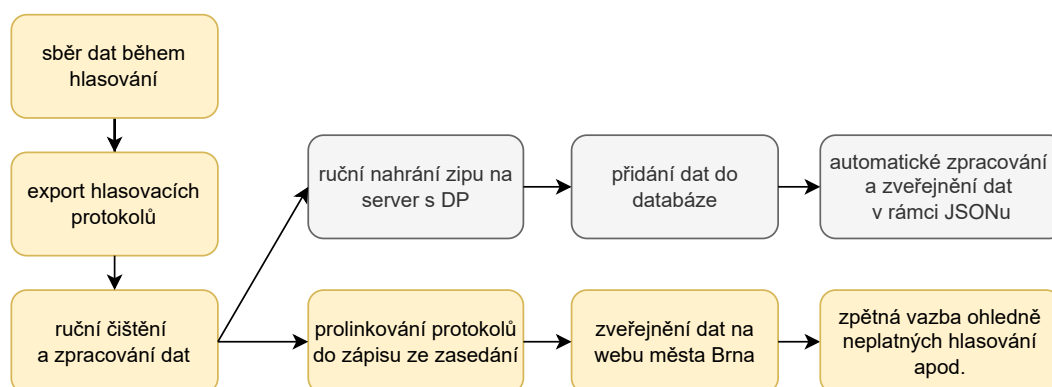 sběr dat během
hlasování
export hlasovacích
protokolů
ruční čištění
a zpracování dat
ruční nahrání zipu na
server s DP
přidání dat do
databáze
automatické zpracování
a zveřejnění dat
v rámci JSONu
prolinkování protokolů
do zápisu ze zasedání
zveřejnění dat na
webu města Brna
zpětná vazba ohledně
neplatných hlasování
apod.